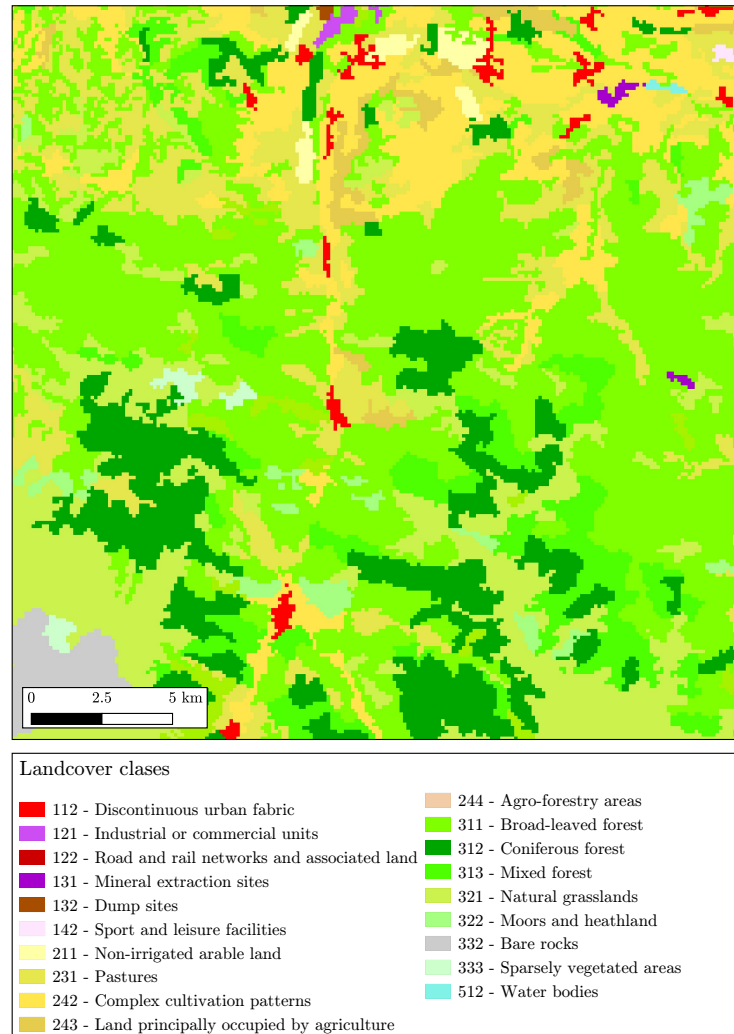 0 2.5 5 km
Landcover clases
112 - Discontinuous urban fabric
121 - Industrial or commercial units
122 - Road and rail networks and associated land
131 - Mineral extraction sites
132 - Dump sites
142 - Sport and leisure facilities
211 - Non-irrigated arable land
231 - Pastures
242 - Complex cultivation patterns
243 - Land principally occupied by agriculture
244 - Agro-forestry areas
311 - Broad-leaved forest
312 - Coniferous forest
313 - Mixed forest
321 - Natural grasslands
322 - Moors and heathland
332 - Bare rocks
333 - Sparsely vegetated areas
512 - Water bodies